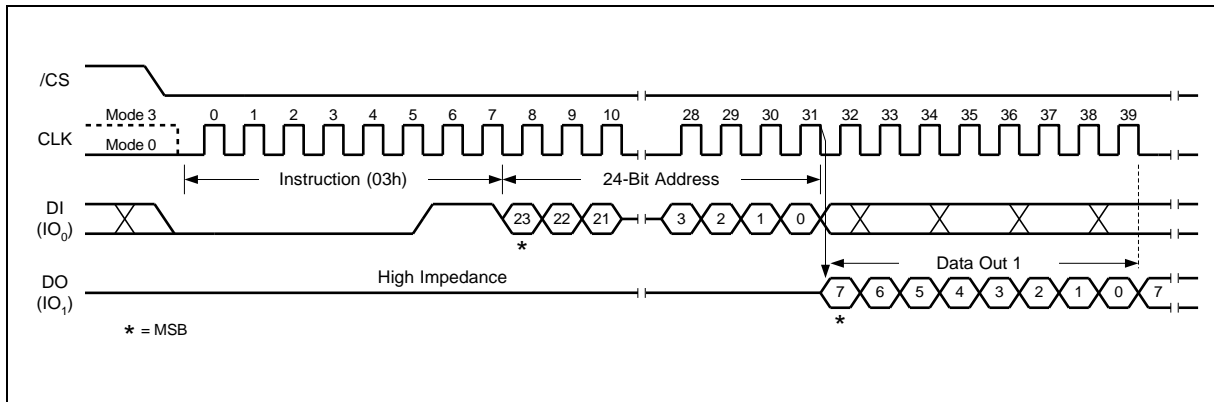 /CS
Mode 3 0 1 2 3 4 5 6 7 8 9 10 28 29 30 31 32 33 34 35 36 37 38 39
CLK
Mode 0
Instruction (03h) 24-Bit Address
DI
(IO0) 23 22 21 3 2 1 0
*
High Impedance Data Out 1
DO
(IO1) 7 6 5 4 3 2 1 0 7
* = MSB *